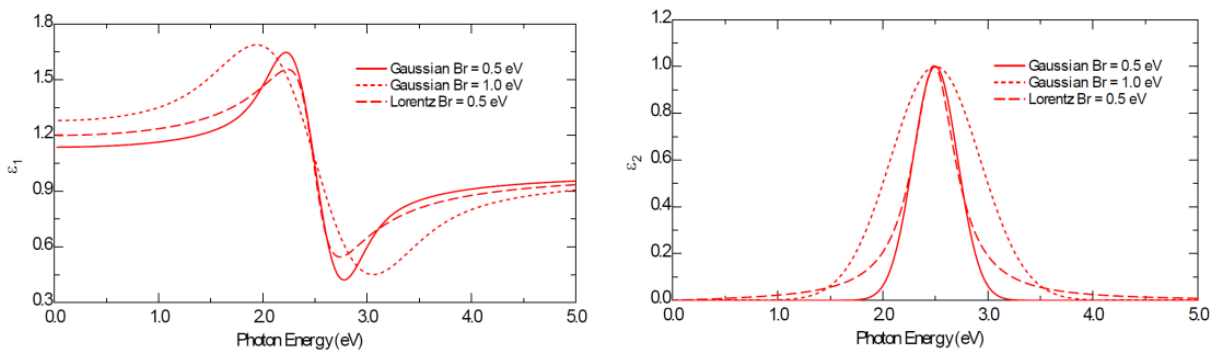 1.8
1.5
1.2
0.9
0.6
0.3
ε1
Gaussian Br = 0.5 eV
Gaussian Br = 1.0 eV
Lorentz Br = 0.5 eV
0.0 1.0 2.0 3.0 4.0 5.0
Photon Energy (eV)
1.2
1.0
0.8
0.6
0.4
0.2
0.0
ε2
Gaussian Br = 0.5 eV
Gaussian Br = 1.0 eV
Lorentz Br = 0.5 eV
0.0 1.0 2.0 3.0 4.0 5.0
Photon Energy (eV)